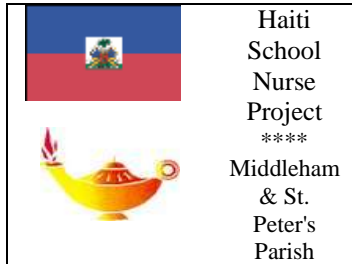 Haiti
School
Nurse
Project
****
Middleham
& St.
Peter's
Parish